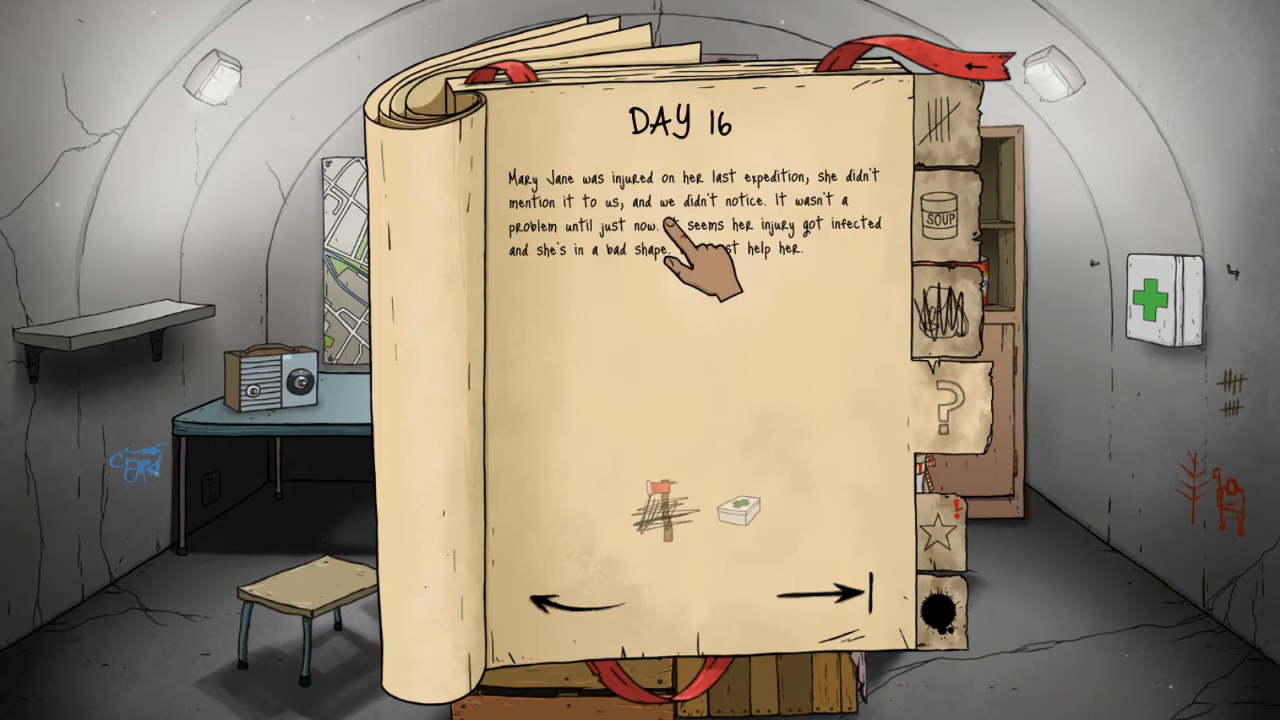 DAY 16
Mary Jane was injured on her last expedition, she didn't
mention it to us, and we didn't notice. It wasn't a
problem until just now. seems her injury got infected
and she's in a bad shape. help her.
SOUP